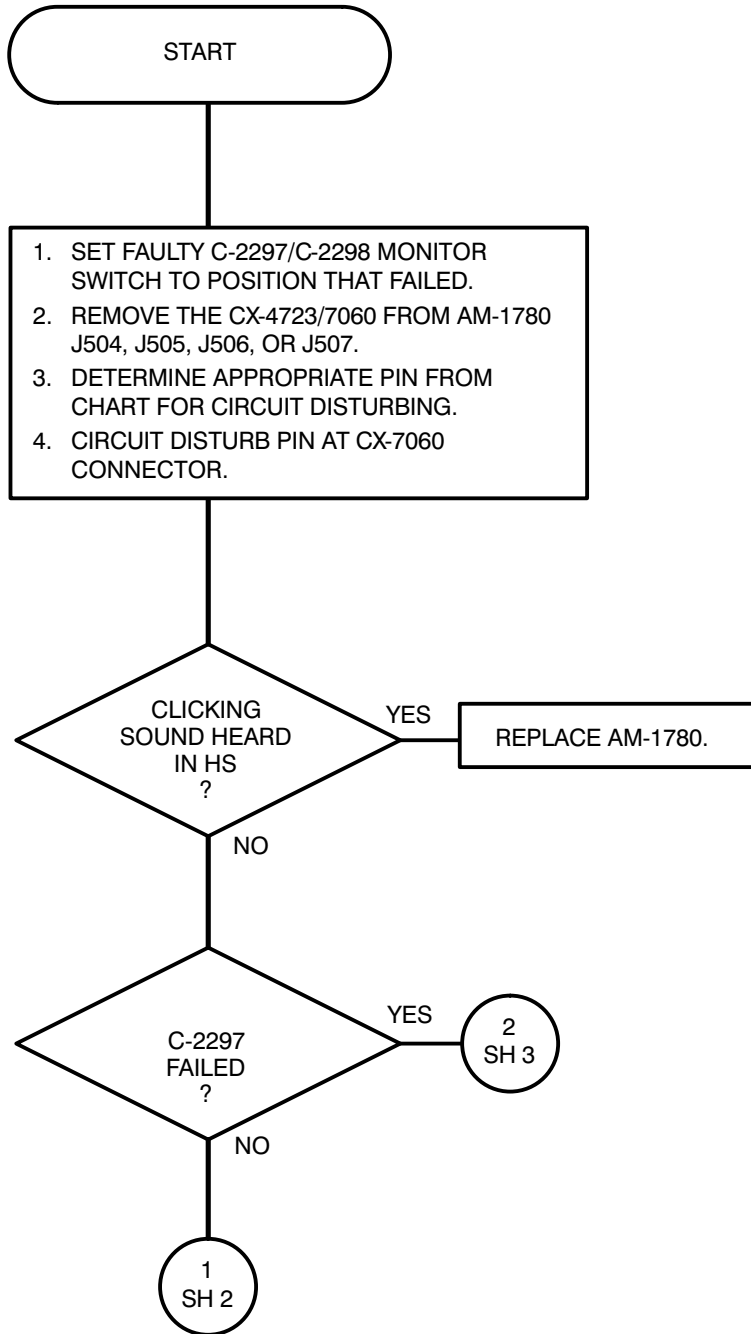 START
1. SET FAULTY C-2297/C-2298 MONITOR
SWITCH TO POSITION THAT FAILED.
2. REMOVE THE CX-4723/7060 FROM AM-1780
J504, J505, J506, OR J507.
3. DETERMINE APPROPRIATE PIN FROM
CHART FOR CIRCUIT DISTURBING.
4. CIRCUIT DISTURB PIN AT CX-7060
CONNECTOR.
CLICKING
SOUND HEARD
IN HS
?
YES
REPLACE AM-1780.
NO
C-2297
FAILED
?
YES
2
SH 3
NO
1
SH 2